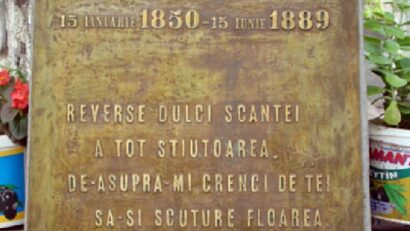 15 IANUARIE 1850 - 15 IUNIE 1889
REVERSE DULCI SCANTEI
A TOT STIUTOAREA,
DE-ASUPRA-MI CRENCI DE TEI
SA-SI SCUTURE FLOAREA.